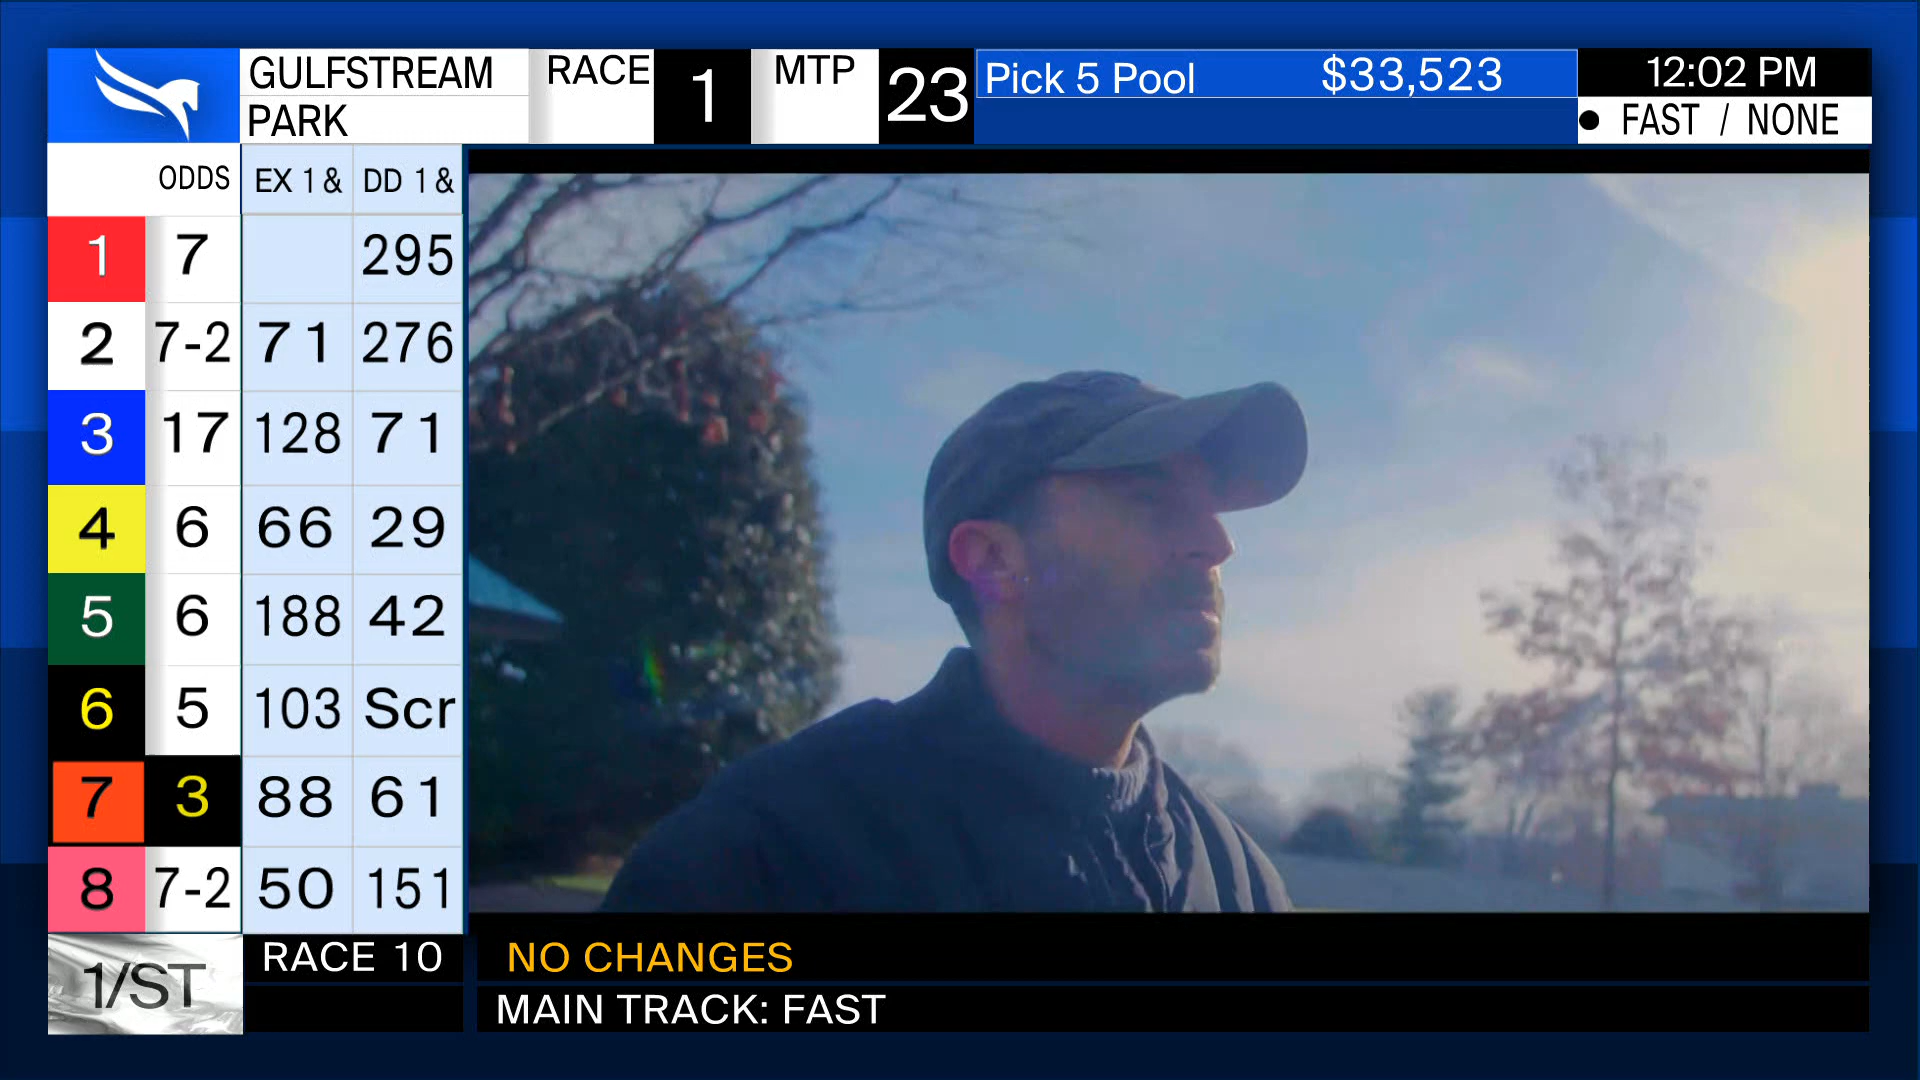 GULFSTREAM
PARK
RACE 1 MTP 23
Pick 5 Pool $33,523
12:02 PM
FAST / NONE
ODDS EX 1 & DD 1 &
1 7 295
2 7-2 71 276
3 17 128 71
4 6 66 29
5 6 188 42
6 5 103 Scr
7 3 88 61
8 7-2 50 151
1/ST RACE 10 NO CHANGES
MAIN TRACK: FAST